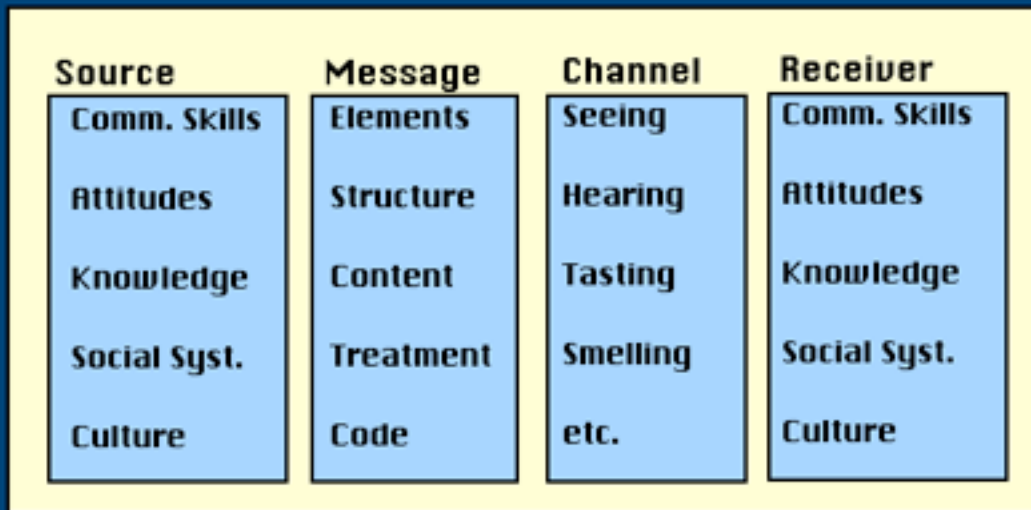 Source
Comm. Skills
Attitudes
Knowledge
Social Syst.
Culture
Message
Elements
Structure
Content
Treatment
Code
Channel
Seeing
Hearing
Tasting
Smelling
etc.
Receiver
Comm. Skills
Attitudes
Knowledge
Social Syst.
Culture